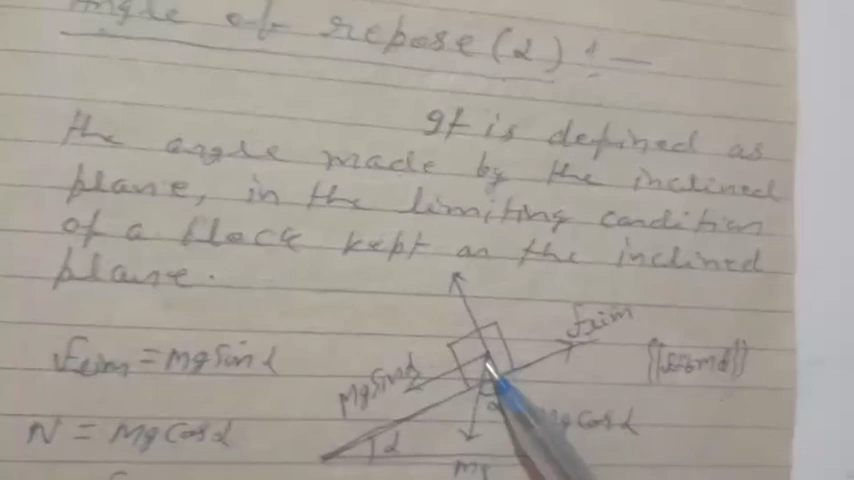 Angle of repose (α) :—
It is defined as
the angle made by the inclined
plane, in the limiting condition
of a block kept on the inclined
plane.
flim
flim = Mg Sin α
Mg Sin α
α
N = Mg Cos α
Mg Cos α
α
Mg